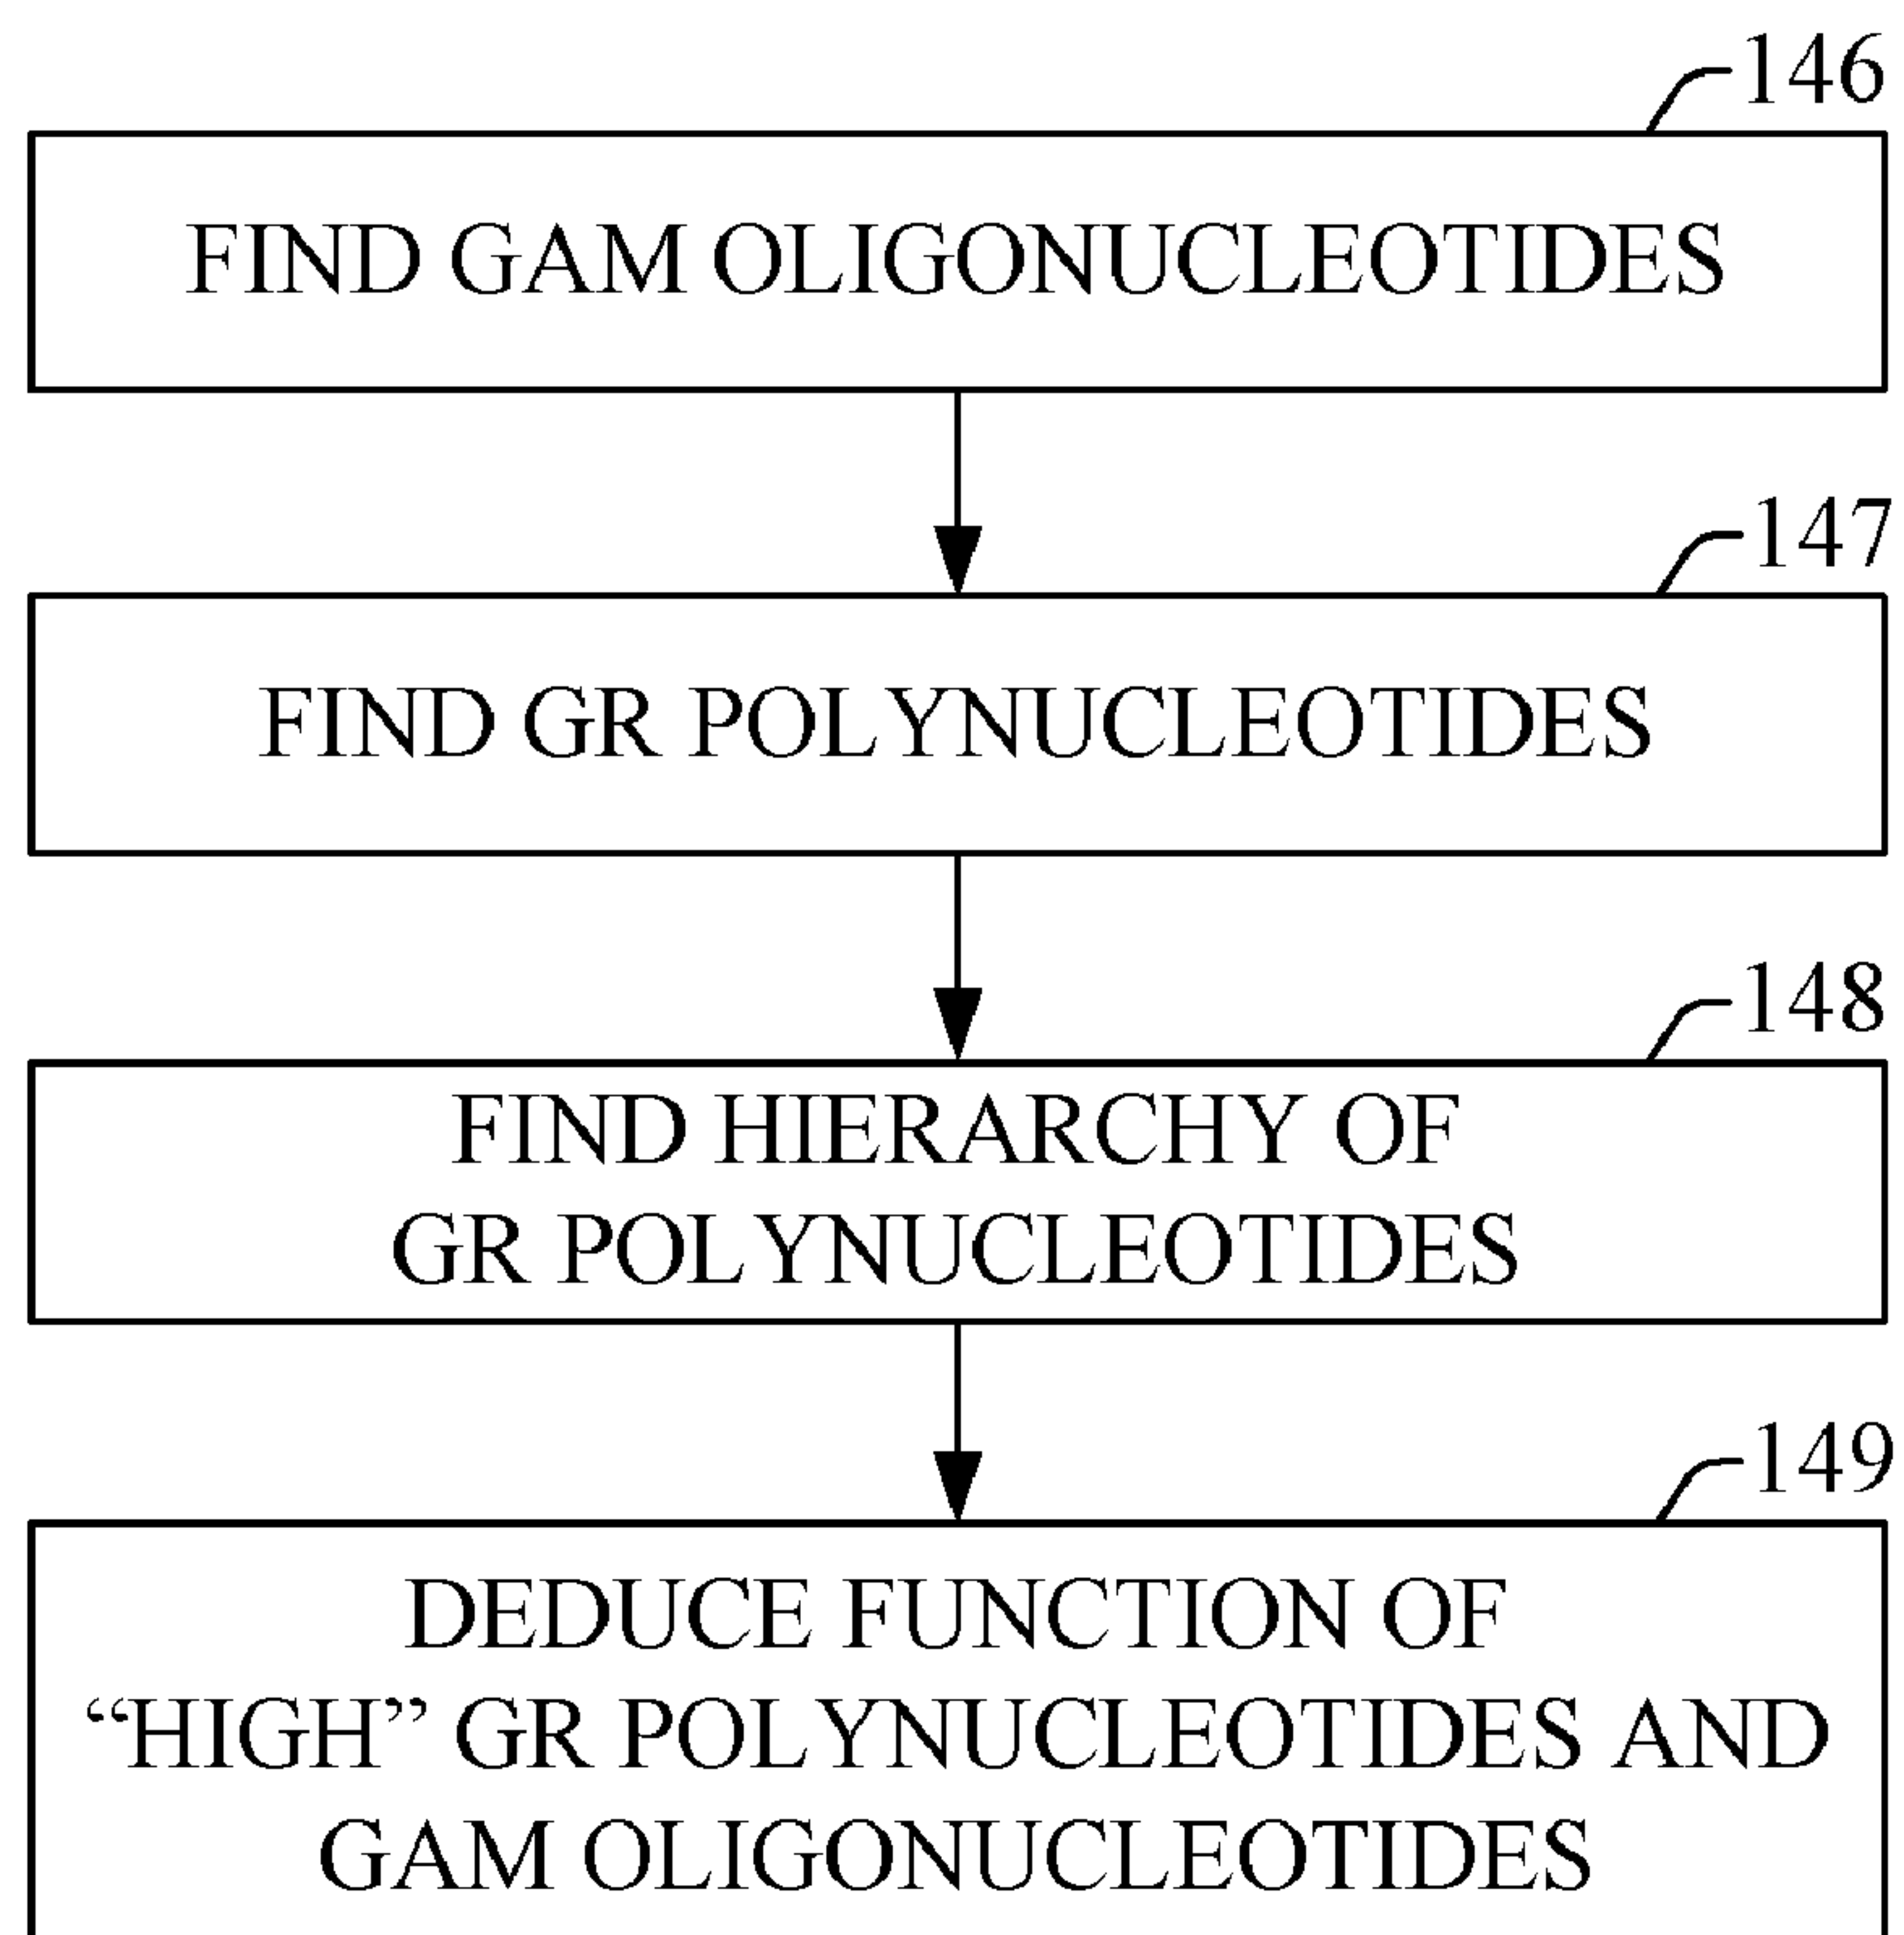 146
FIND GAM OLIGONUCLEOTIDES
147
FIND GR POLYNUCLEOTIDES
148
FIND HIERARCHY OF
GR POLYNUCLEOTIDES
149
DEDUCE FUNCTION OF
“HIGH” GR POLYNUCLEOTIDES AND
GAM OLIGONUCLEOTIDES